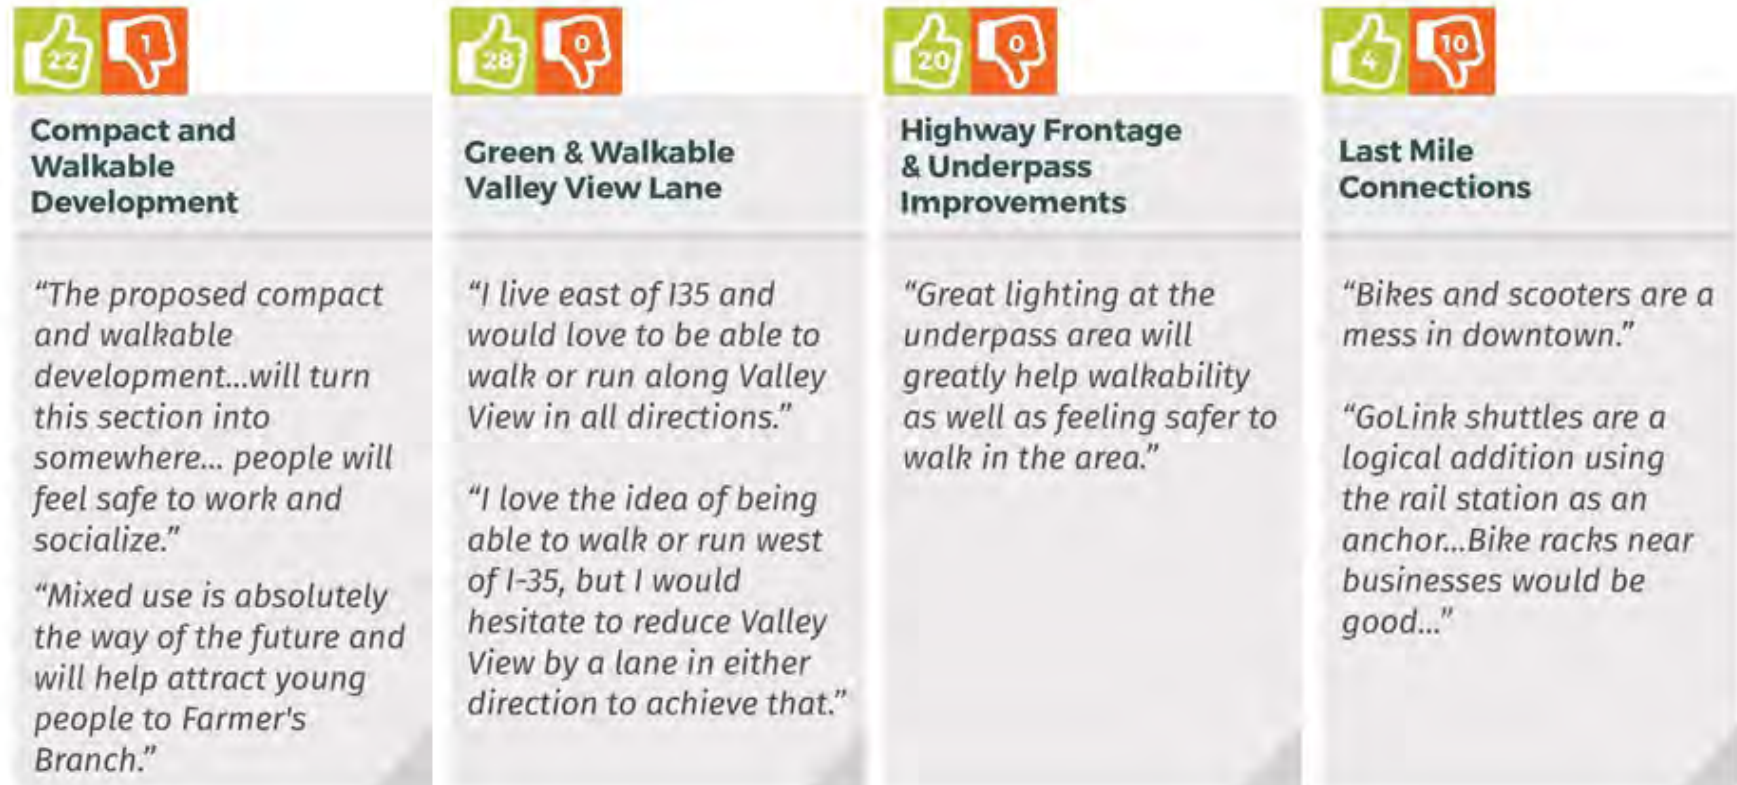 22 1
Compact and
Walkable
Development
“The proposed compact
and walkable
development...will turn
this section into
somewhere... people will
feel safe to work and
socialize.”
“Mixed use is absolutely
the way of the future and
will help attract young
people to Farmer's
Branch.”
28 0
Green & Walkable
Valley View Lane
“I live east of I35 and
would love to be able to
walk or run along Valley
View in all directions.”
“I love the idea of being
able to walk or run west
of I-35, but I would
hesitate to reduce Valley
View by a lane in either
direction to achieve that.”
20 0
Highway Frontage
& Underpass
Improvements
“Great lighting at the
underpass area will
greatly help walkability
as well as feeling safer to
walk in the area.”
4 10
Last Mile
Connections
“Bikes and scooters are a
mess in downtown.”
“GoLink shuttles are a
logical addition using
the rail station as an
anchor...Bike racks near
businesses would be
good...”